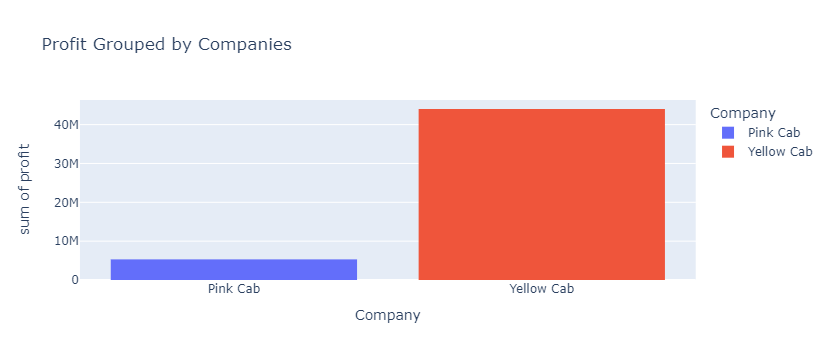 Profit Grouped by Companies
sum of profit
40M
30M
20M
10M
0
Pink Cab
Yellow Cab
Company
Company
Pink Cab
Yellow Cab